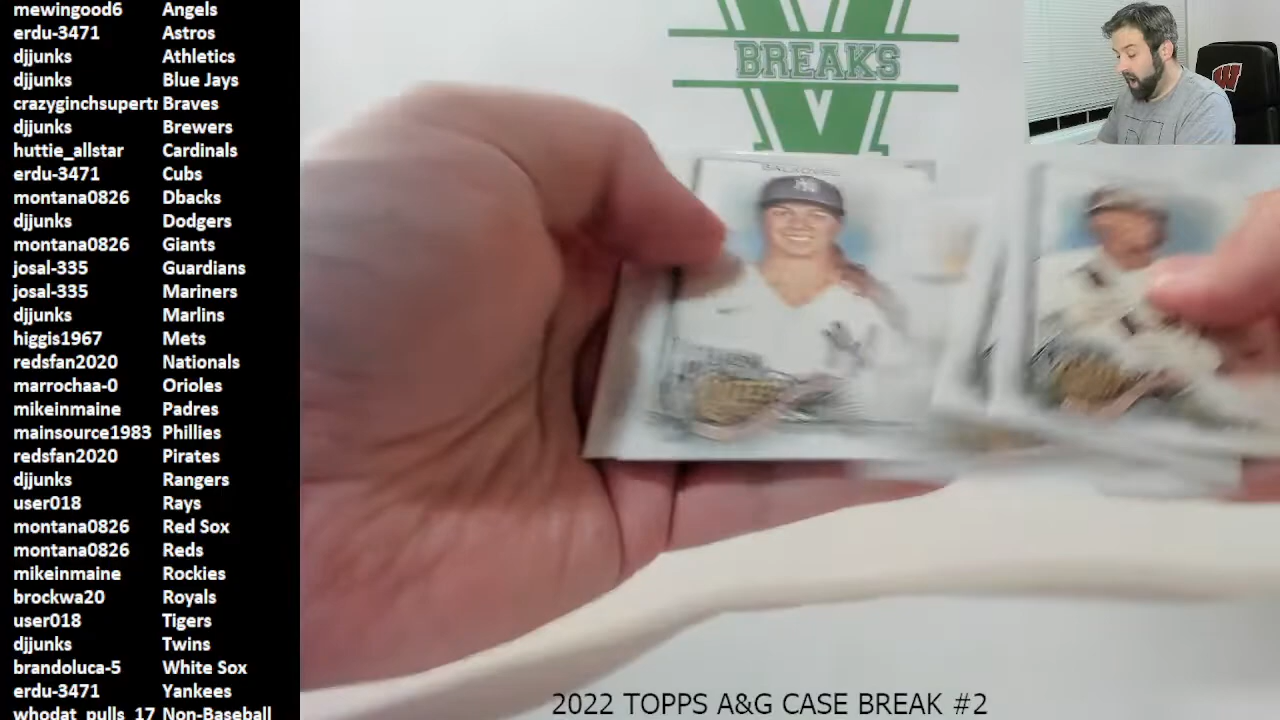 mewingood6 Angels
erdu-3471 Astros
djjunks Athletics
djjunks Blue Jays
crazyginchsupertr Braves
djjunks Brewers
huttie_allstar Cardinals
erdu-3471 Cubs
montana0826 Dbacks
djjunks Dodgers
montana0826 Giants
josal-335 Guardians
josal-335 Mariners
djjunks Marlins
higgis1967 Mets
redsfan2020 Nationals
marrochaa-0 Orioles
mikeinmaine Padres
mainsource1983 Phillies
redsfan2020 Pirates
djjunks Rangers
user018 Rays
montana0826 Red Sox
montana0826 Reds
mikeinmaine Rockies
brockwa20 Royals
user018 Tigers
djjunks Twins
brandoluca-5 White Sox
erdu-3471 Yankees
whodat_pulls_17 Non-Baseball
V
BREAKS
W
NY
2022 TOPPS A&G CASE BREAK #2